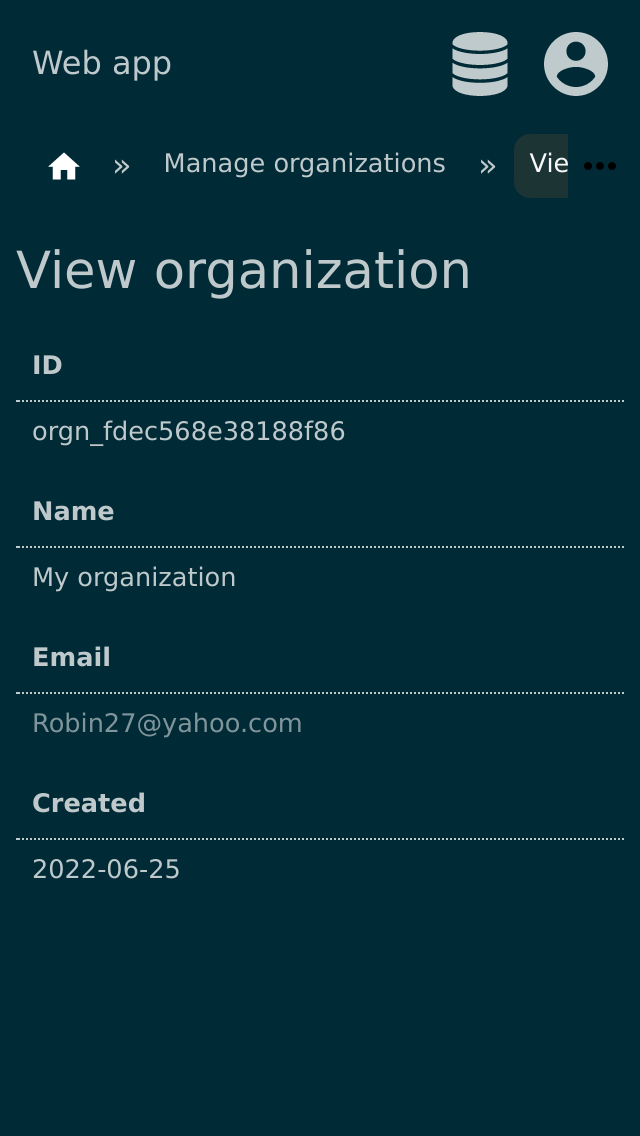 Web app
» Manage organizations » Vie •••
View organization
ID
orgn_fdec568e38188f86
Name
My organization
Email
Robin27@yahoo.com
Created
2022-06-25